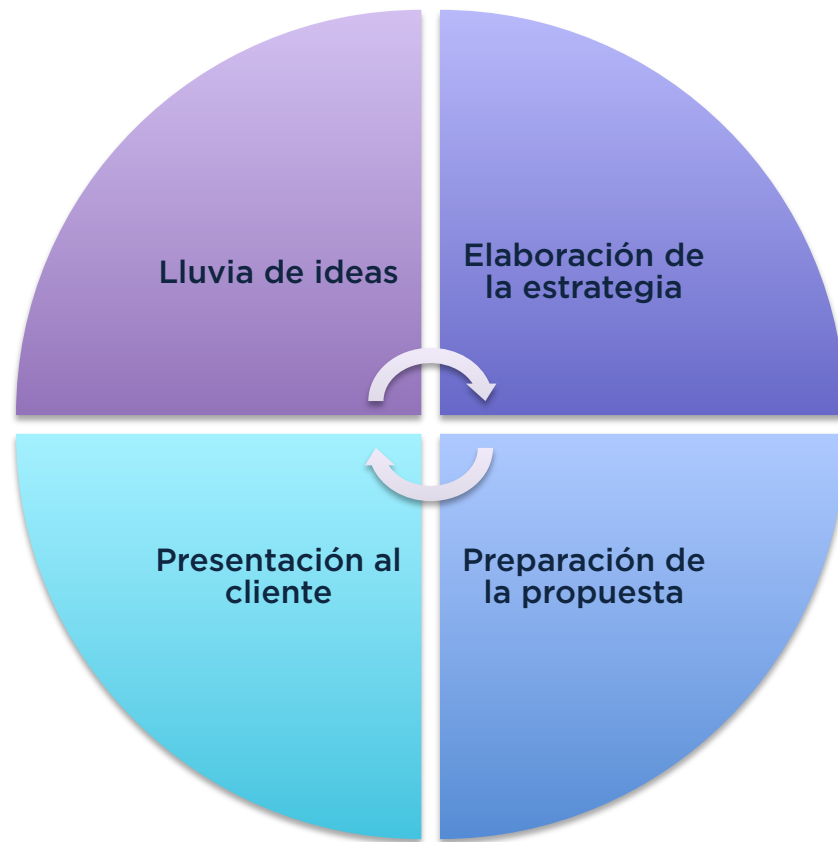 Lluvia de ideas
Elaboración de
la estrategia
Presentación al
cliente
Preparación de
la propuesta